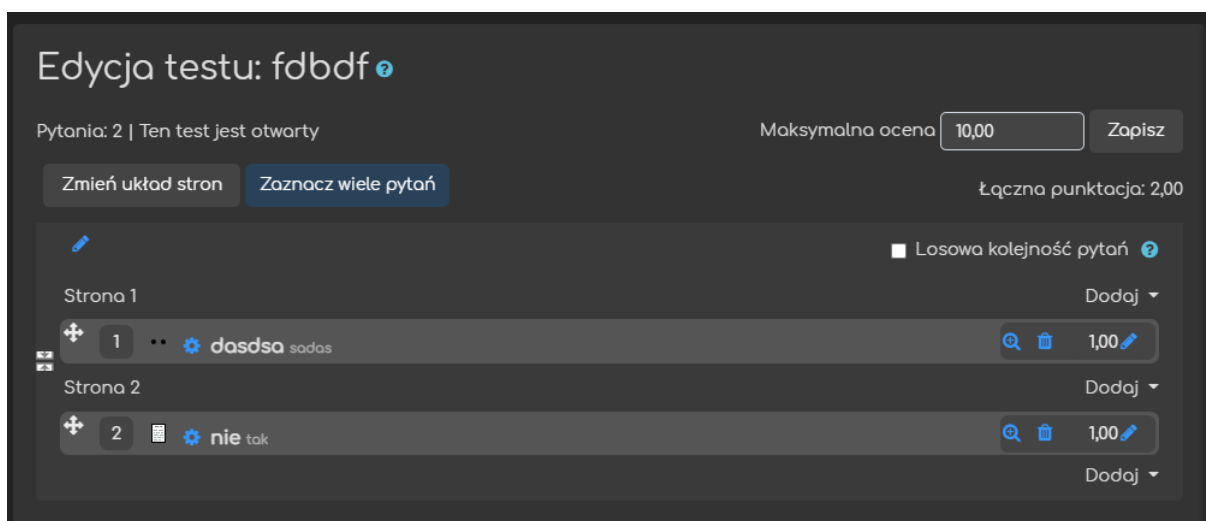 Edycja testu: fdbdf
Pytania: 2 | Ten test jest otwarty
Maksymalna ocena 10,00 Zapisz
Zmień układ stron Zaznacz wiele pytań
Łączna punktacja: 2,00
Losowa kolejność pytań
Strona 1 Dodaj
1 dasdsa sadas 1,00
Strona 2 Dodaj
2 nie tak 1,00
Dodaj